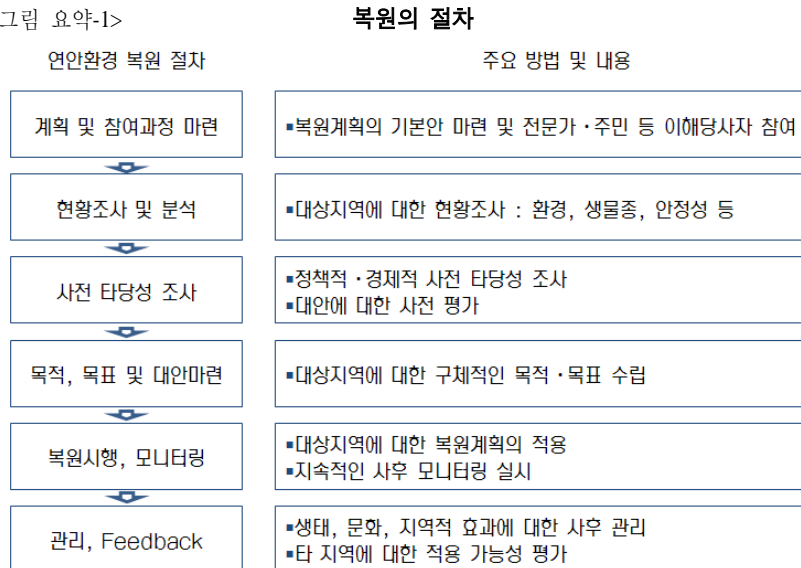 그림 요약-1> 복원의 절차
연안환경 복원 절차 주요 방법 및 내용
계획 및 참여과정 마련 ▪복원계획의 기본안 마련 및 전문가・주민 등 이해당사자 참여
현황조사 및 분석 ▪대상지역에 대한 현황조사 : 환경, 생물종, 안정성 등
사전 타당성 조사
▪정책적・경제적 사전 타당성 조사
▪대안에 대한 사전 평가
목적, 목표 및 대안마련 ▪대상지역에 대한 구체적인 목적・목표 수립
복원시행, 모니터링
▪대상지역에 대한 복원계획의 적용
▪지속적인 사후 모니터링 실시
관리, Feedback
▪생태, 문화, 지역적 효과에 대한 사후 관리
▪타 지역에 대한 적용 가능성 평가